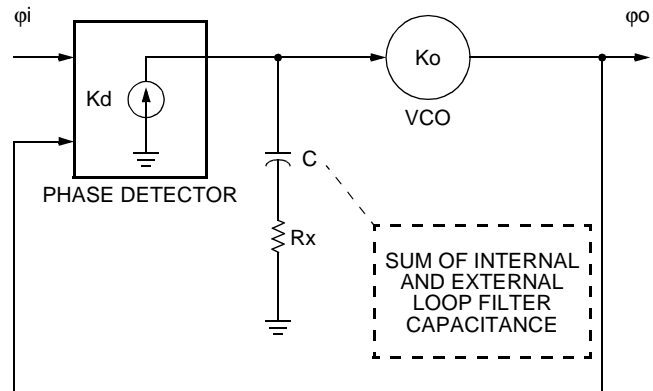 φi
φo
Kd
Ko
VCO
PHASE DETECTOR
C
Rx
SUM OF INTERNAL
AND EXTERNAL
LOOP FILTER
CAPACITANCE